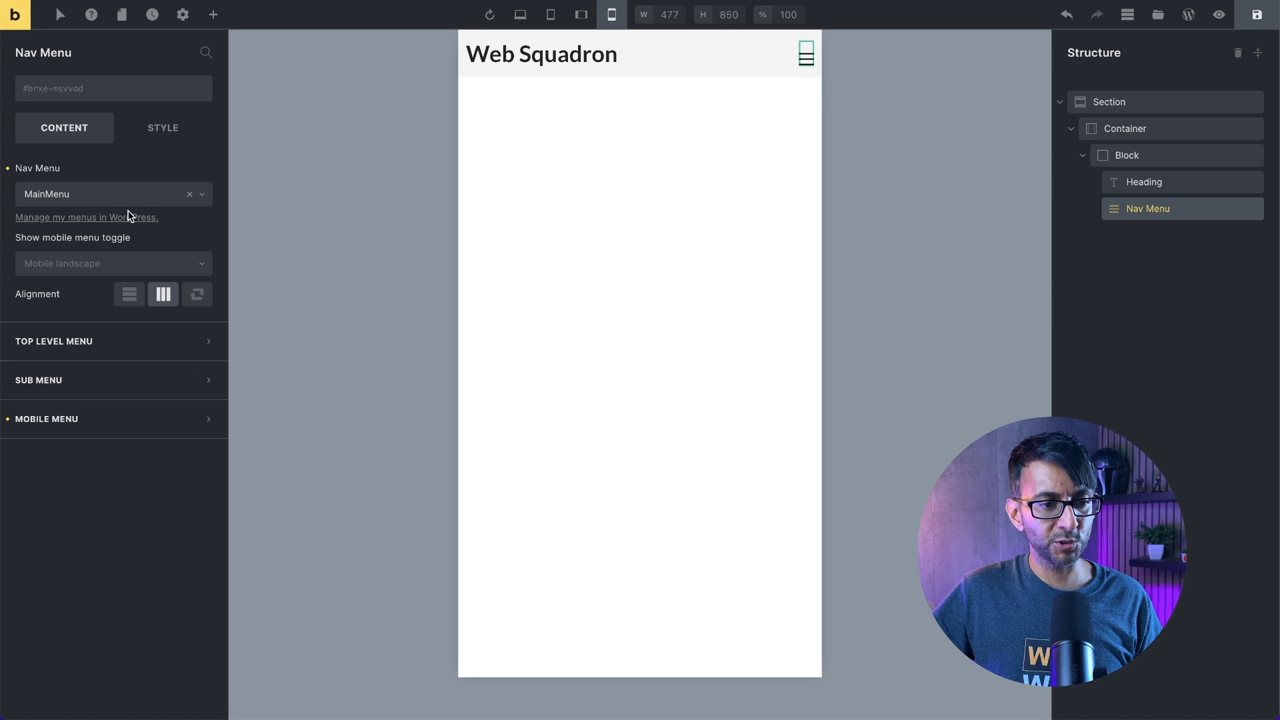 b
W 477 H 850 % 100
Nav Menu
#brxe-msvvad
CONTENT STYLE
Nav Menu
MainMenu
Manage my menus in WordPress.
Show mobile menu toggle
Mobile landscape
Alignment
TOP LEVEL MENU
SUB MENU
MOBILE MENU
Web Squadron
Structure
Section
Container
Block
Heading
Nav Menu
W
W